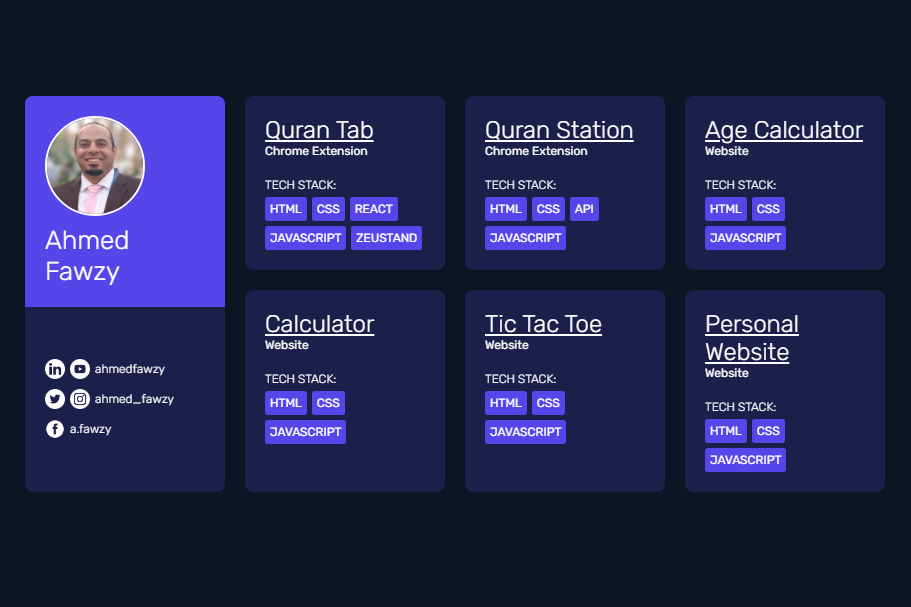 Ahmed
Fawzy
in
ahmedfawzy
ahmed_fawzy
f
a.fawzy
Quran Tab
Chrome Extension
TECH STACK:
HTML CSS REACT
JAVASCRIPT ZEUSTAND
Quran Station
Chrome Extension
TECH STACK:
HTML CSS API
JAVASCRIPT
Age Calculator
Website
TECH STACK:
HTML CSS
JAVASCRIPT
Calculator
Website
TECH STACK:
HTML CSS
JAVASCRIPT
Tic Tac Toe
Website
TECH STACK:
HTML CSS
JAVASCRIPT
Personal
Website
Website
TECH STACK:
HTML CSS
JAVASCRIPT